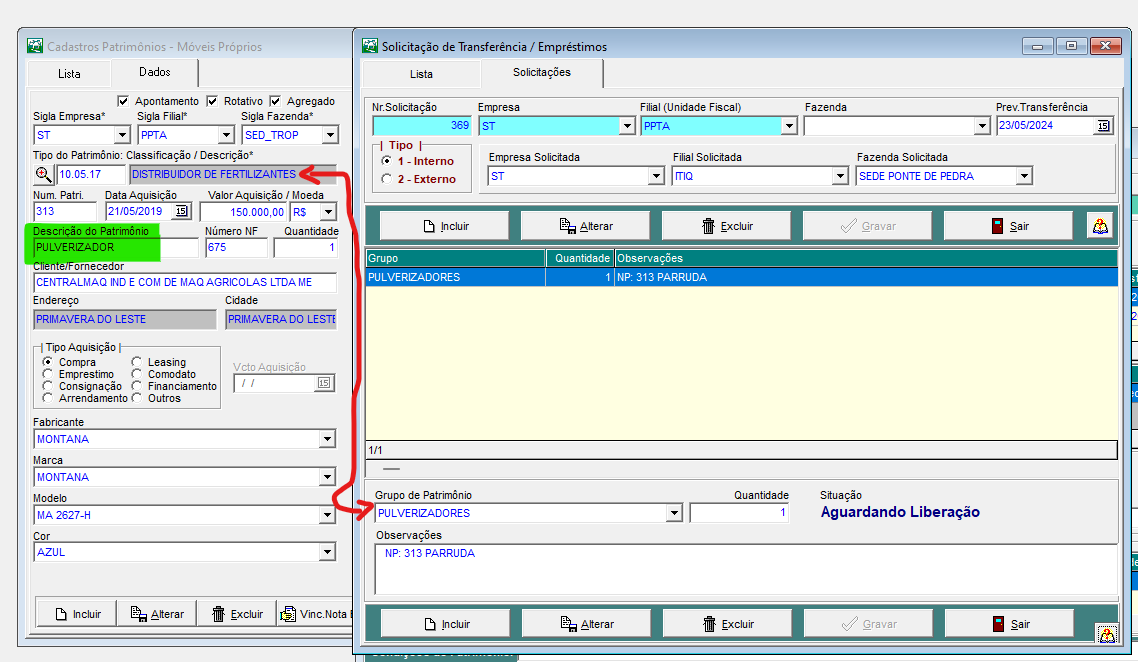 Cadastros Patrimônios - Móveis Próprios
Lista
Dados
Apontamento Rotativo Agregado
Sigla Empresa* Sigla Filial* Sigla Fazenda*
ST PPTA SED_TROP
Tipo do Patrimônio: Classificação / Descrição*
10.05.17 DISTRIBUIDOR DE FERTILIZANTES
Num. Patri. Data Aquisição Valor Aquisição / Moeda
313 21/05/2019 15 150.000,00 R$
Descrição do Patrimônio Número NF Quantidade
PULVERIZADOR 675 1
Cliente/Fornecedor
CENTRALMAQ IND E COM DE MAQ AGRICOLAS LTDA ME
Endereço Cidade
PRIMAVERA DO LESTE PRIMAVERA DO LESTE
Tipo Aquisição
Compra Leasing
Emprestimo Comodato
Consignação Financiamento
Arrendamento Outros
Vcto Aquisição
/ / 15
Fabricante
MONTANA
Marca
MONTANA
Modelo
MA 2627-H
Cor
AZUL
Incluir Alterar Excluir Vinc.Nota
Solicitação de Transferência / Empréstimos
Lista
Solicitações
Nr.Solicitação Empresa Filial (Unidade Fiscal) Fazenda Prev.Transferência
369 ST PPTA 23/05/2024 15
Tipo
1 - Interno
2 - Externo
Empresa Solicitada Filial Solicitada Fazenda Solicitada
ST ITIQ SEDE PONTE DE PEDRA
Incluir Alterar Excluir Gravar Sair
Grupo Quantidade Observações
PULVERIZADORES 1 NP: 313 PARRUDA
1/1
Grupo de Patrimônio Quantidade Situação
PULVERIZADORES 1 Aguardando Liberação
Observações
NP: 313 PARRUDA
Incluir Alterar Excluir Gravar Sair